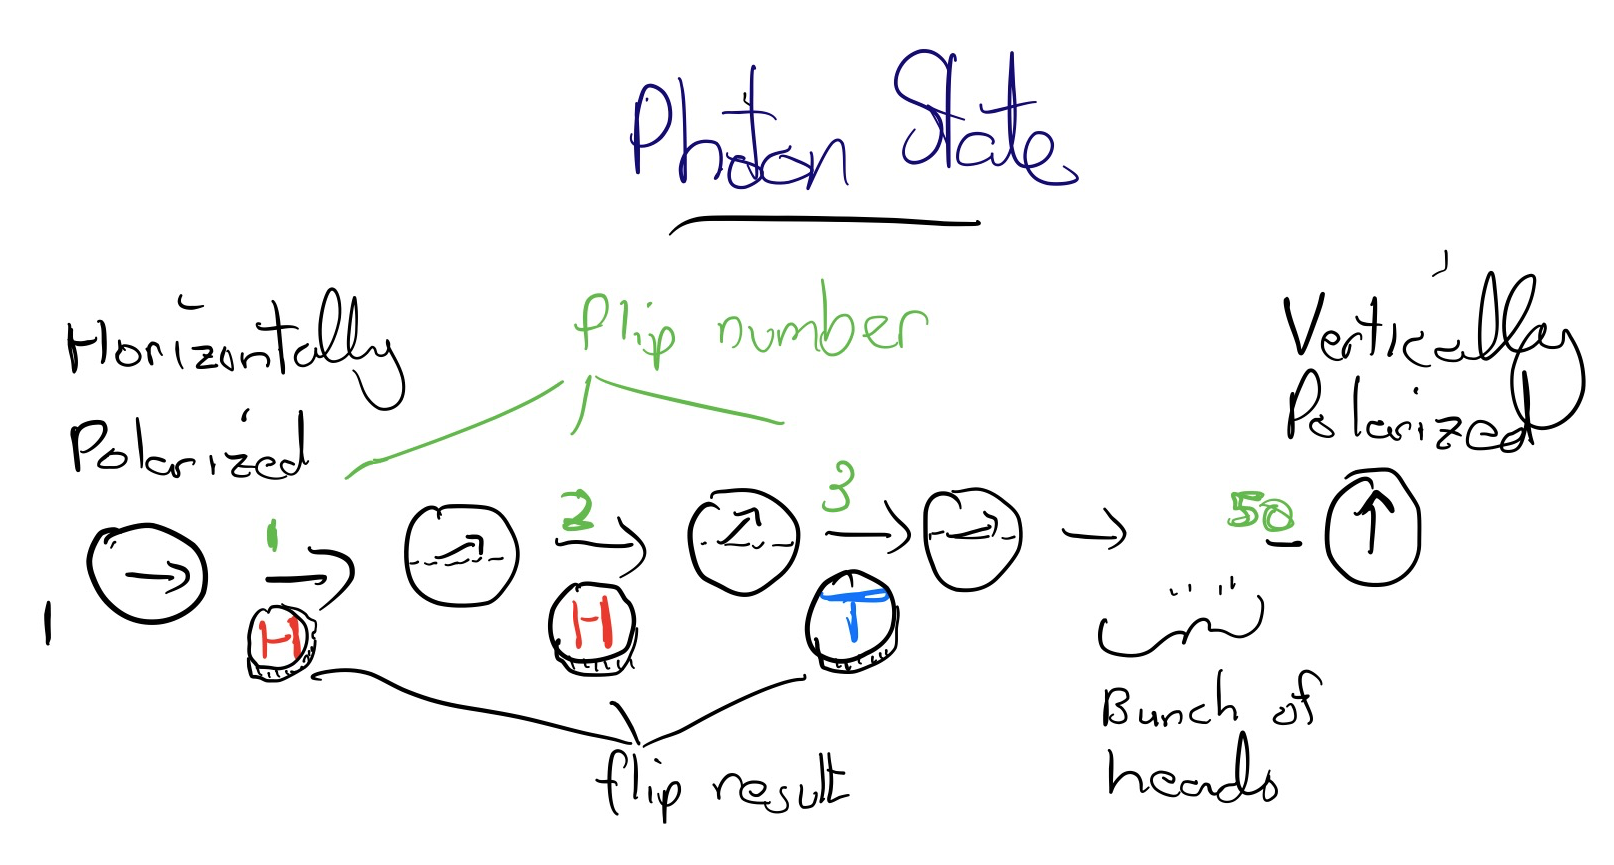 Photon State
flip number
Horizontally
Polarized
Vertically
Polarized
1
2
3
50
1
H
H
T
flip result
Bunch of
heads